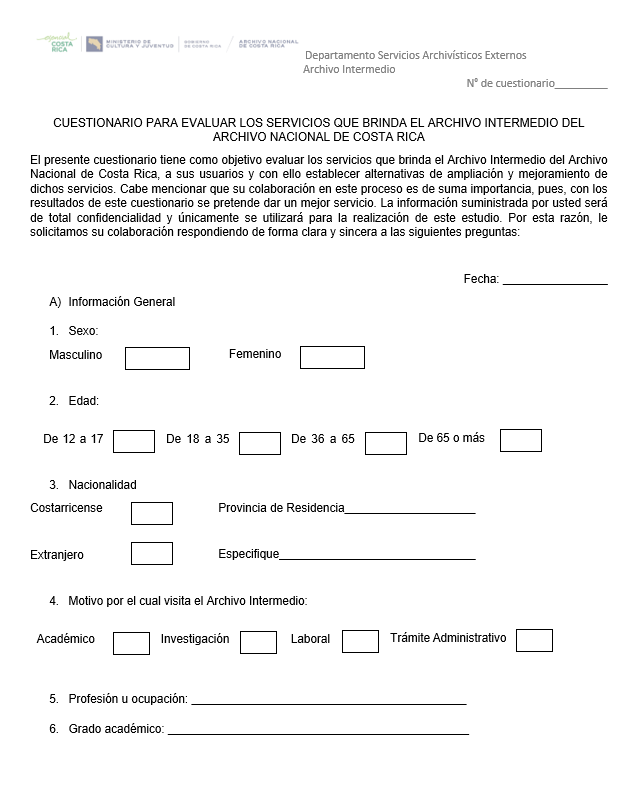 esencial
COSTA
RICA
MINISTERIO DE
CULTURA Y JUVENTUD
GOBIERNO
DE COSTA RICA
ARCHIVO NACIONAL
DE COSTA RICA
Departamento Servicios Archivísticos Externos
Archivo Intermedio
N° de cuestionario__________
CUESTIONARIO PARA EVALUAR LOS SERVICIOS QUE BRINDA EL ARCHIVO INTERMEDIO DEL
ARCHIVO NACIONAL DE COSTA RICA
El presente cuestionario tiene como objetivo evaluar los servicios que brinda el Archivo Intermedio del Archivo
Nacional de Costa Rica, a sus usuarios y con ello establecer alternativas de ampliación y mejoramiento de
dichos servicios. Cabe mencionar que su colaboración en este proceso es de suma importancia, pues, con los
resultados de este cuestionario se pretende dar un mejor servicio. La información suministrada por usted será
de total confidencialidad y únicamente se utilizará para la realización de este estudio. Por esta razón, le
solicitamos su colaboración respondiendo de forma clara y sincera a las siguientes preguntas:
Fecha: ________________
A) Información General
1. Sexo:
Masculino Femenino
2. Edad:
De 12 a 17 De 18 a 35 De 36 a 65 De 65 o más
3. Nacionalidad
Costarricense Provincia de Residencia____________________
Extranjero Especifique______________________________
4. Motivo por el cual visita el Archivo Intermedio:
Académico Investigación Laboral Trámite Administrativo
5. Profesión u ocupación: __________________________________________
6. Grado académico: ______________________________________________